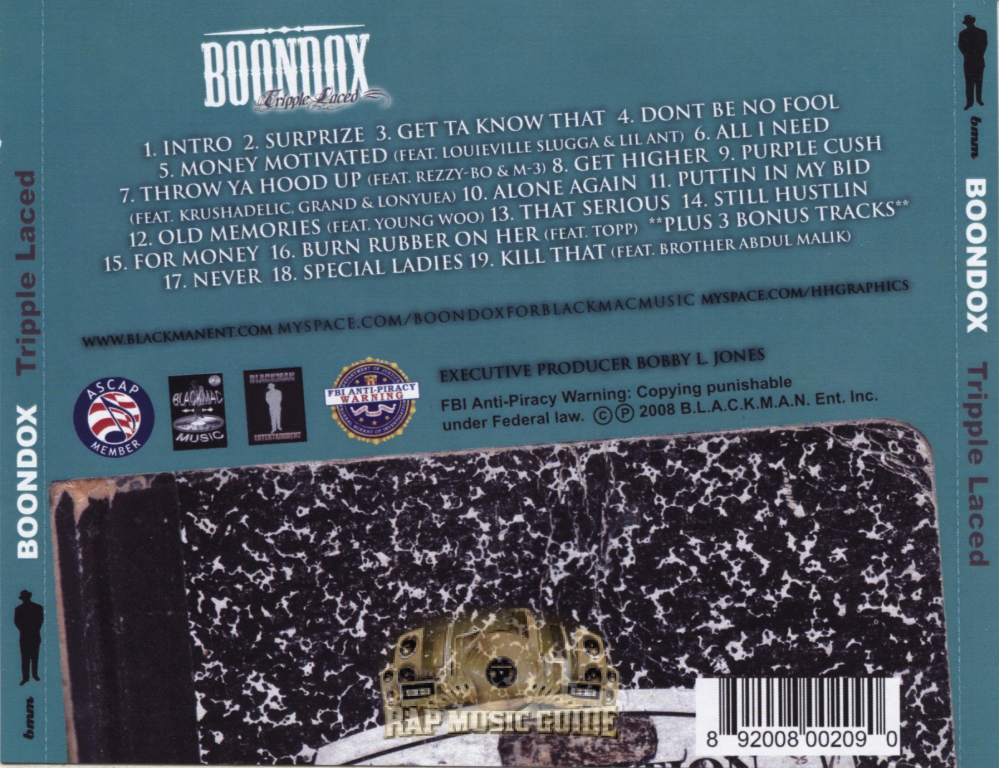 BOONDOX
Tripple Laced
1. INTRO 2. SURPRIZE 3. GET TA KNOW THAT 4. DONT BE NO FOOL
5. MONEY MOTIVATED (FEAT. LOUIEVILLE SLUGGA & LIL ANT) 6. ALL I NEED
7. THROW YA HOOD UP (FEAT. REZZY-BO & M-3) 8. GET HIGHER 9. PURPLE CUSH
(FEAT. KRUSHADELIC, GRAND & LONYUEA) 10. ALONE AGAIN 11. PUTTIN IN MY BID
12. OLD MEMORIES (FEAT. YOUNG WOO) 13. THAT SERIOUS 14. STILL HUSTLIN
15. FOR MONEY 16. BURN RUBBER ON HER (FEAT. TOPP) **PLUS 3 BONUS TRACKS**
17. NEVER 18. SPECIAL LADIES 19. KILL THAT (FEAT. BROTHER ABDUL MALIK)
WWW.BLACKMANENT.COM MYSPACE.COM/BOONDOXFORBLACKMACMUSIC MYSPACE.COM/HHGRAPHICS
ASCAP
MEMBER
BLACKMAC
MUSIC
BLACKMAN
ENTERTAINMENT
FBI ANTI-PIRACY
WARNING
EXECUTIVE PRODUCER BOBBY L. JONES
FBI Anti-Piracy Warning: Copying punishable
under Federal law. ©℗ 2008 B.L.A.C.K.M.A.N. Ent. Inc.
RAP MUSIC GUIDE
8 92008 00209 0
bmm BOONDOX Tripple Laced
bmm BOONDOX Tripple Laced